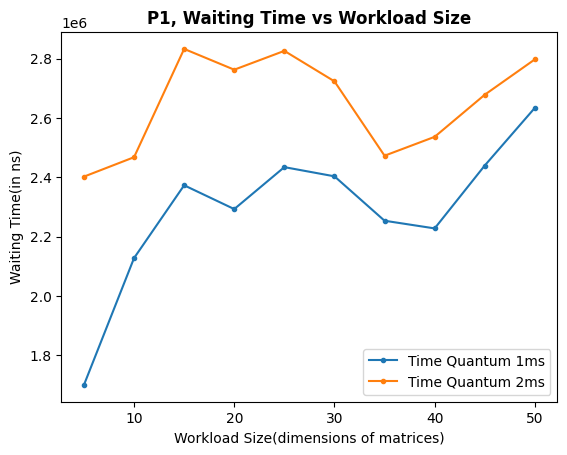 P1, Waiting Time vs Workload Size
1e6
2.8
2.6
2.4
2.2
2.0
1.8
Waiting Time(in ns)
Time Quantum 1ms
Time Quantum 2ms
10 20 30 40 50
Workload Size(dimensions of matrices)